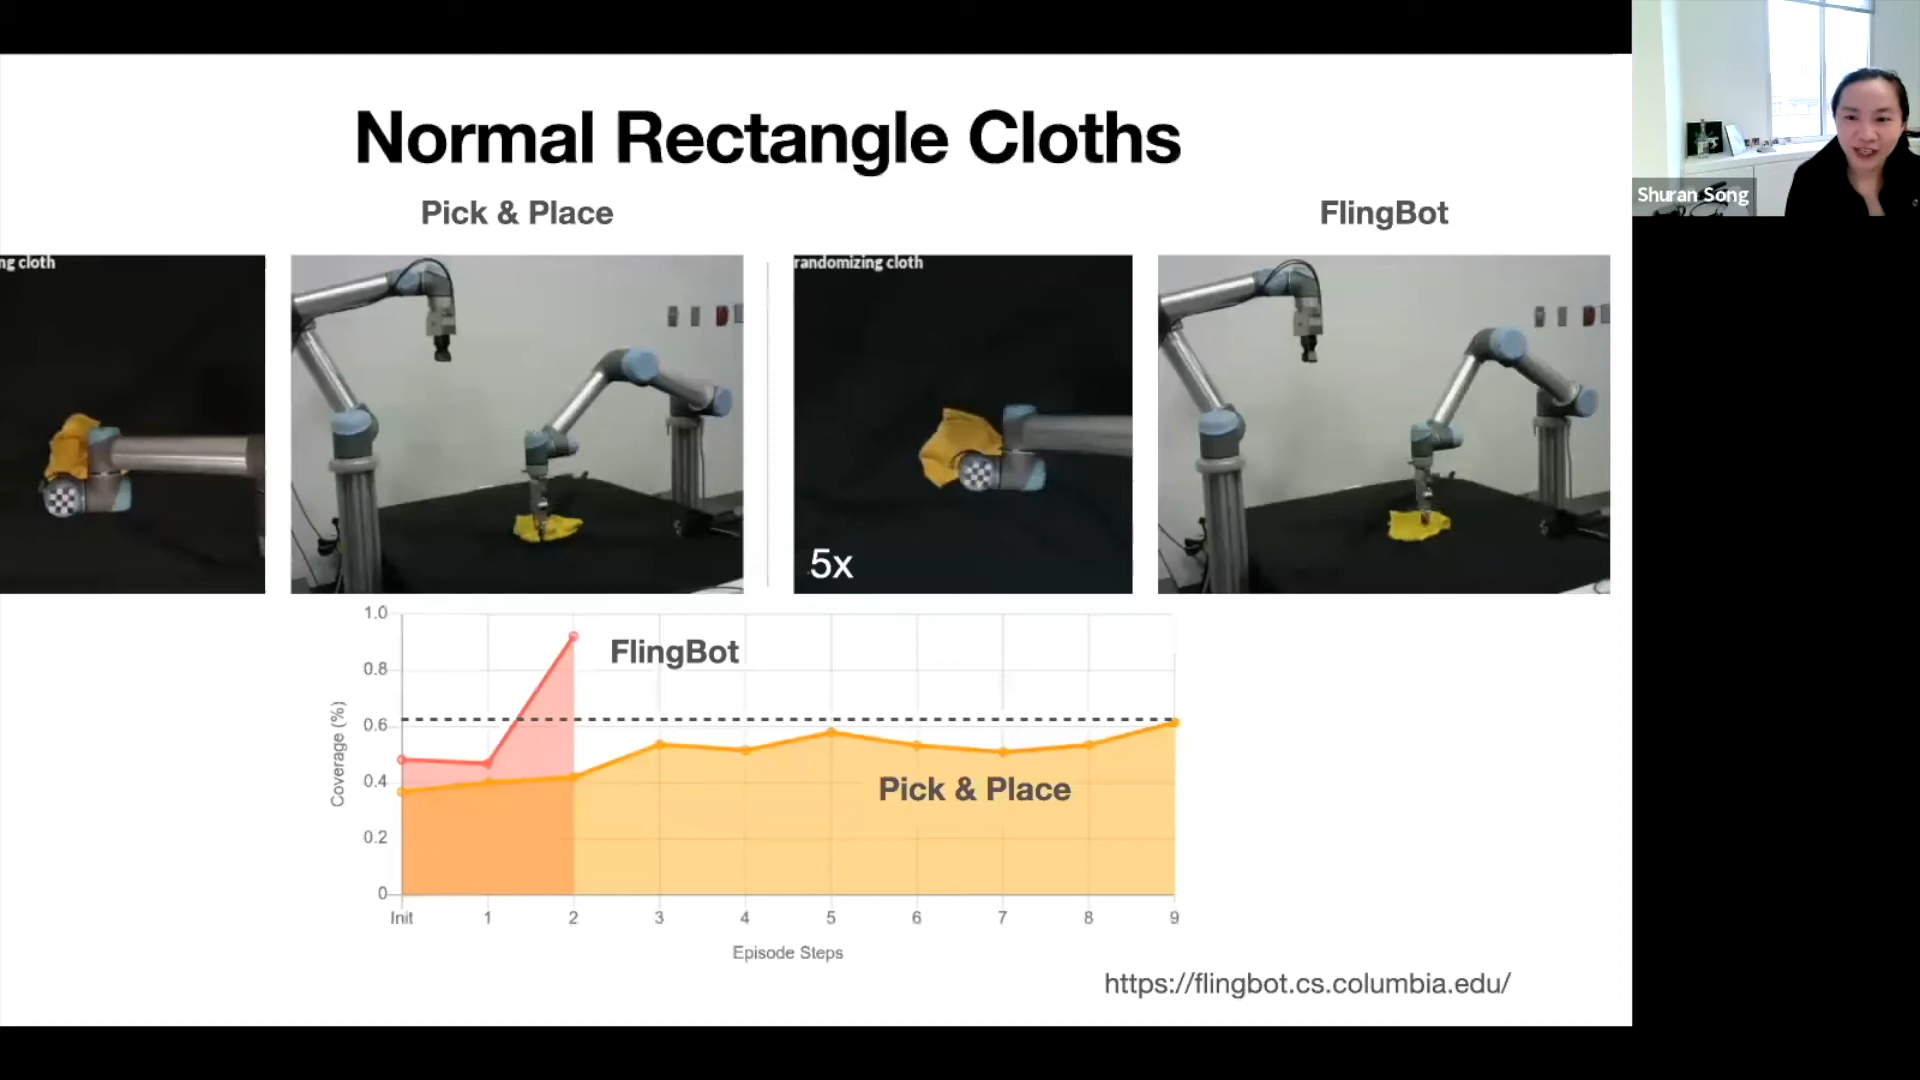 Normal Rectangle Cloths
Pick & Place
FlingBot
ng cloth
randomizing cloth
5x
Shuran Song
1.0
0.8
0.6
0.4
0.2
0
Coverage (%)
FlingBot
Pick & Place
Init 1 2 3 4 5 6 7 8 9
Episode Steps
https://flingbot.cs.columbia.edu/